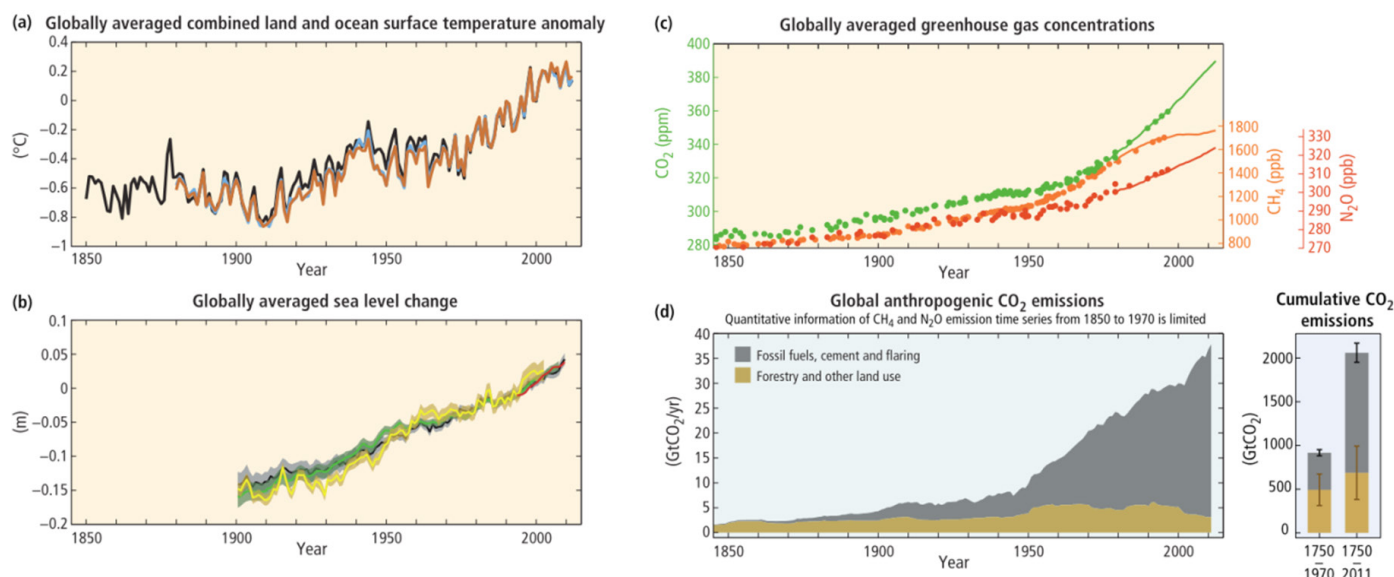 (a) Globally averaged combined land and ocean surface temperature anomaly
0.4
0.2
0
−0.2
−0.4
−0.6
−0.8
−1
(°C)
1850 1900 1950 2000
Year
(b) Globally averaged sea level change
0.1
0.05
0
−0.05
−0.1
−0.15
−0.2
(m)
1850 1900 1950 2000
Year
(c) Globally averaged greenhouse gas concentrations
400
380
360
340
320
300
280
CO₂ (ppm)
1800
1600
1400
1200
1000
800
CH₄ (ppb)
330
320
310
300
290
280
270
N₂O (ppb)
1850 1900 1950 2000
Year
(d) Global anthropogenic CO₂ emissions
Quantitative information of CH₄ and N₂O emission time series from 1850 to 1970 is limited
40
35
30
25
20
15
10
5
0
(GtCO₂/yr)
Fossil fuels, cement and flaring
Forestry and other land use
1850 1900 1950 2000
Year
Cumulative CO₂
emissions
2000
1500
1000
500
0
(GtCO₂)
1750 1750
– –
1970 2011